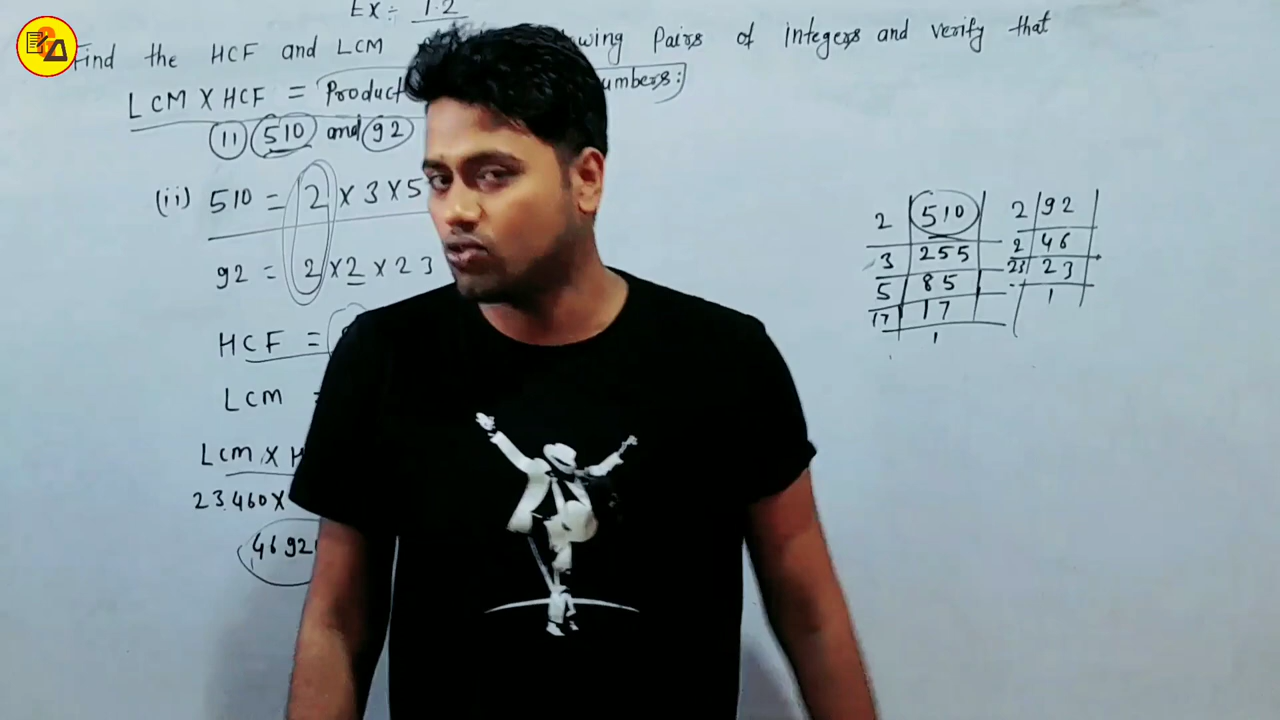 Ex÷ 1.2
Find the HCF and LCM wing Pairs of integers and verify that
LCM X HCF = Product umbers:
(ii) 510 and 92
(ii) 510 = 2 X 3 X 5
92 = 2 X 2 X 23
HCF =
LCM =
LCM X H
23460X
4692
2 510
3 255
5 85
17 17
1
2 92
2 46
23 23
1